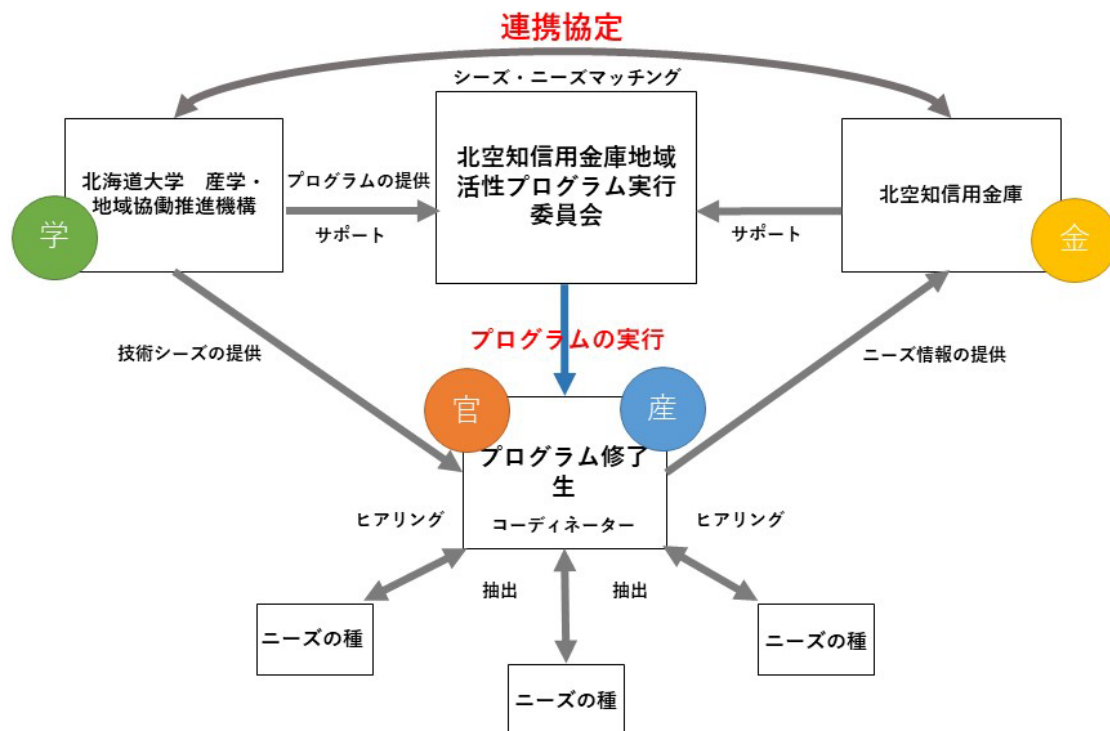 連携協定
シーズ・ニーズマッチング
北海道大学　産学・
地域協働推進機構
学
プログラムの提供
サポート
北空知信用金庫地域
活性プログラム実行
委員会
サポート
北空知信用金庫
金
技術シーズの提供
プログラムの実行
ニーズ情報の提供
官
産
プログラム修了
生
コーディネーター
ヒアリング
ヒアリング
抽出
抽出
ニーズの種
ニーズの種
ニーズの種